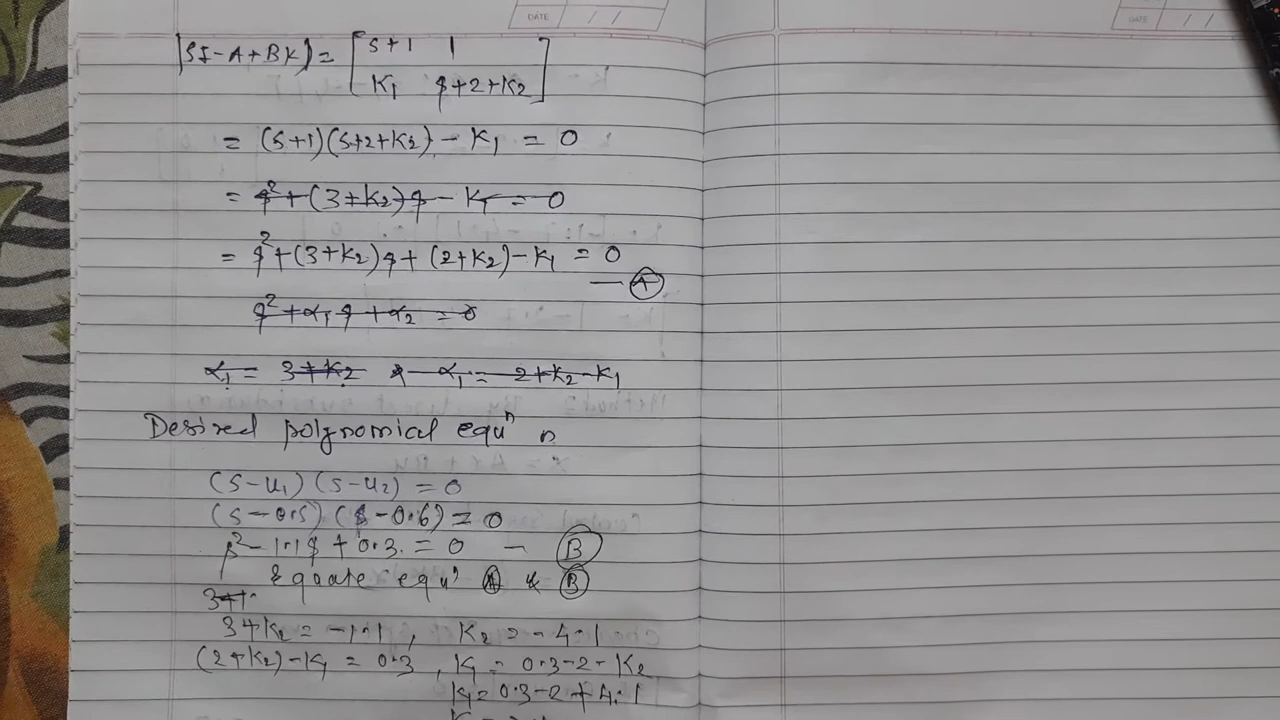 DATE / /
DATE / /
|SI-A+BK| = [s+1 1
K1 s+2+K2]
= (s+1)(s+2+K2) - K1 = 0
= s²+(3+K2)s - K1 = 0
= s²+(3+K2)s + (2+K2)-K1 = 0
— A
s²+α1 s+α2 = 0
α1 = 3+K2 & α1 = 2+K2-K1
Desired polynomical equⁿ n
(s-u1) (s-u2) = 0
(s-0.5) (s-0.6) = 0
s²-1.1s + 0.3 = 0 — B
Equate equⁿ A & B
3+1
3+K2 = -1.1 , K2 = -4.1
(2+K2)-K1 = 0.3 , K1 = 0.3-2-K2
K1 = 0.3-2+4.1